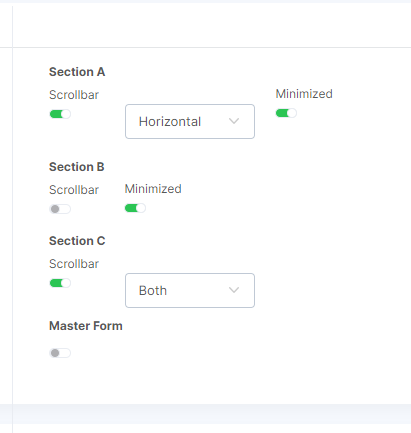 Section A
Scrollbar
Minimized
Horizontal
Section B
Scrollbar Minimized
Section C
Scrollbar
Both
Master Form